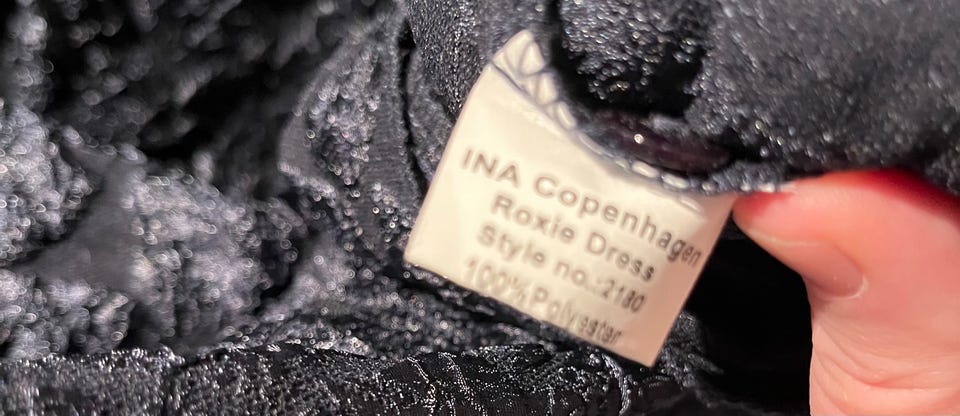 INA Copenhagen
Roxie Dress
Style no.:2180
100% Polyester